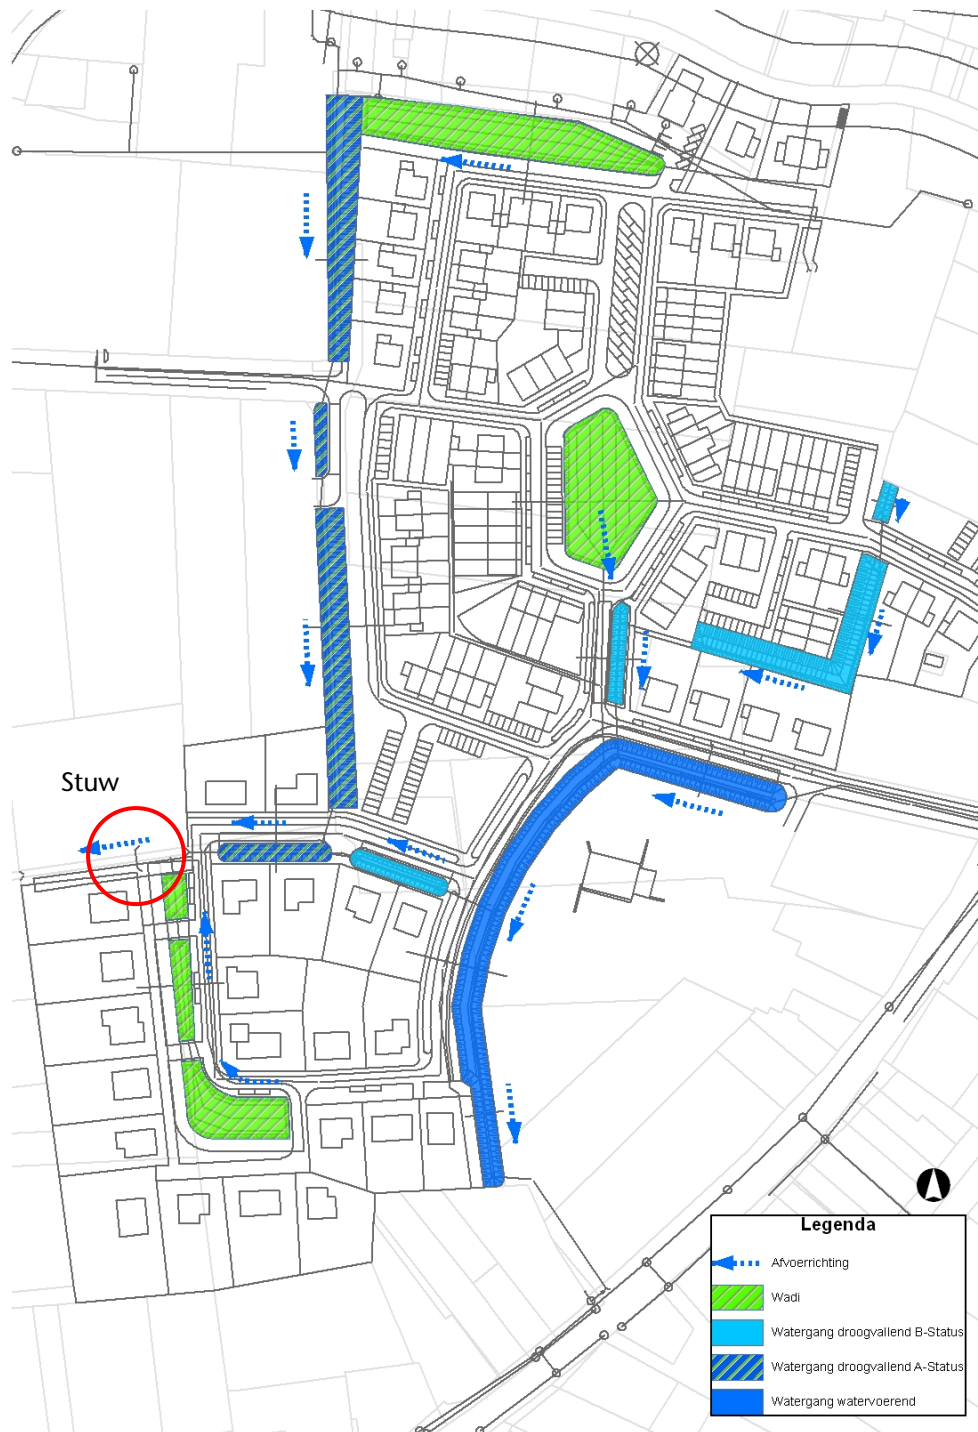 Stuw
Legenda
Afvoerrichting
Wadi
Watergang droogvallend B-Status
Watergang droogvallend A-Status
Watergang watervoerend